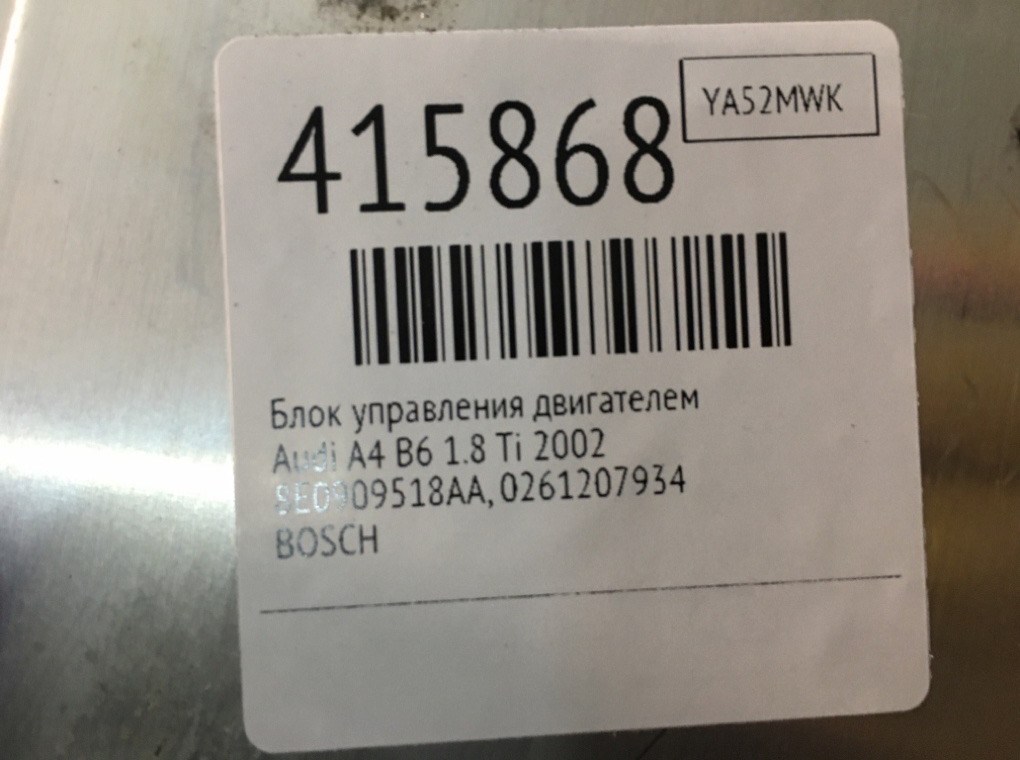 YA52MWK
415868
Блок управления двигателем
Audi A4 B6 1.8 Ti 2002
8E0909518AA, 0261207934
BOSCH